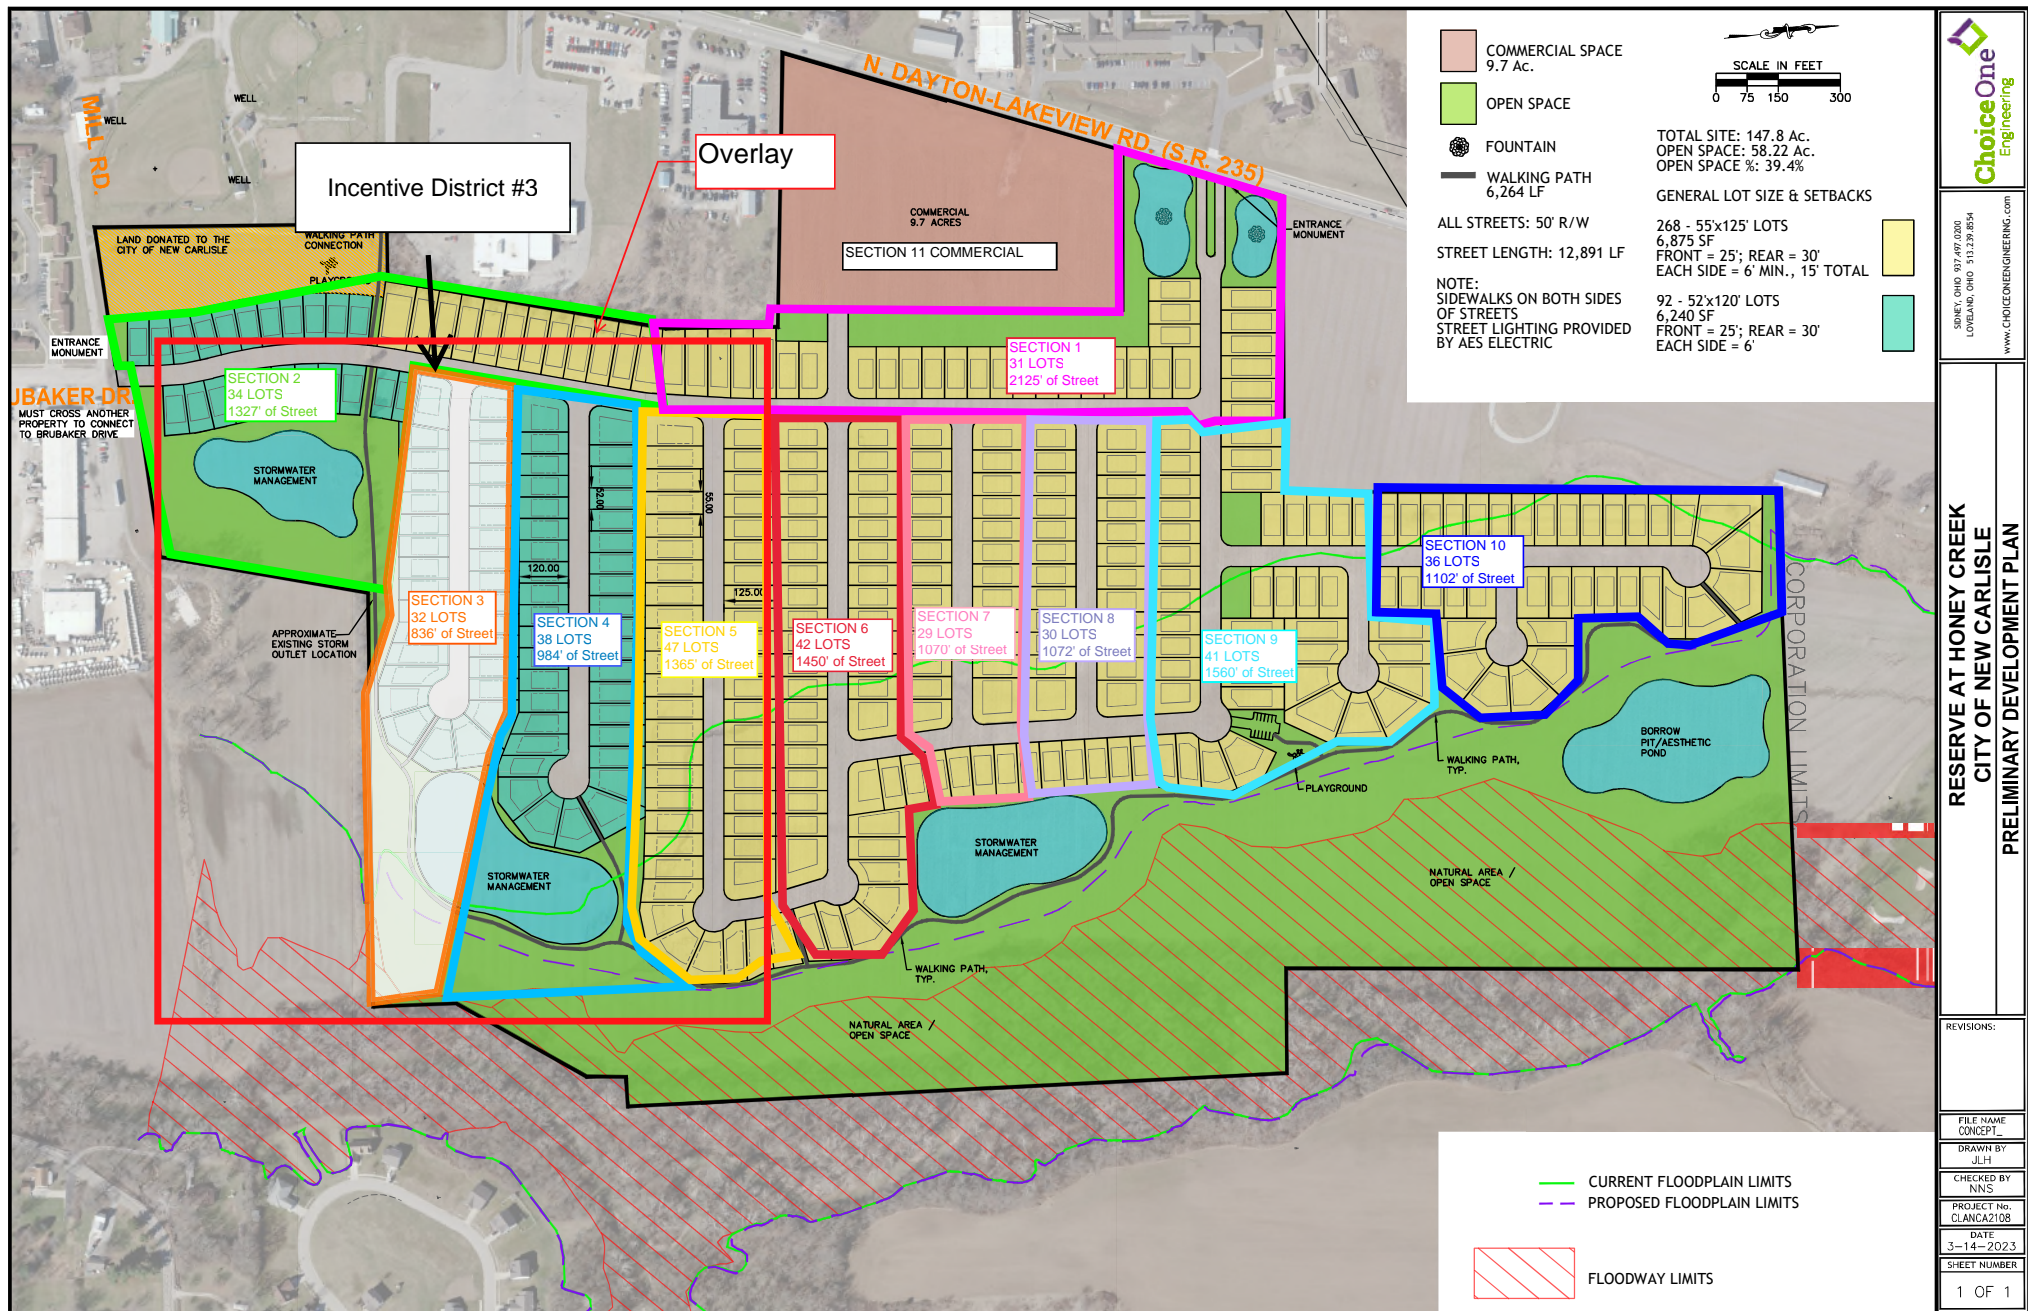 MILL RD.
WELL
WELL
WELL
Incentive District #3
Overlay
N. DAYTON-LAKEVIEW RD. (S.R. 235)
LAND DONATED TO THE
CITY OF NEW CARLISLE
WALKING PATH
CONNECTION
COMMERCIAL
9.7 ACRES
SECTION 11 COMMERCIAL
ENTRANCE
MONUMENT
ENTRANCE
MONUMENT
MUST CROSS ANOTHER
PROPERTY TO CONNECT
TO BRUBAKER DRIVE
SECTION 1
31 LOTS
2125' of Street
SECTION 2
34 LOTS
1327' of Street
STORMWATER
MANAGEMENT
APPROXIMATE
EXISTING STORM
OUTLET LOCATION
SECTION 3
32 LOTS
836' of Street
120.00
52.00
SECTION 4
38 LOTS
984' of Street
55.00
125.00
SECTION 5
47 LOTS
1365' of Street
SECTION 6
42 LOTS
1450' of Street
SECTION 7
29 LOTS
1070' of Street
SECTION 8
30 LOTS
1072' of Street
SECTION 9
41 LOTS
1560' of Street
SECTION 10
36 LOTS
1102' of Street
CORPORATION LIMITS
BORROW
PIT/AESTHETIC
POND
WALKING PATH,
TYP.
PLAYGROUND
STORMWATER
MANAGEMENT
STORMWATER
MANAGEMENT
NATURAL AREA /
OPEN SPACE
WALKING PATH,
TYP.
NATURAL AREA /
OPEN SPACE
COMMERCIAL SPACE
9.7 Ac.
OPEN SPACE
FOUNTAIN
WALKING PATH
6,264 LF
ALL STREETS: 50' R/W
STREET LENGTH: 12,891 LF
NOTE:
SIDEWALKS ON BOTH SIDES
OF STREETS
STREET LIGHTING PROVIDED
BY AES ELECTRIC
SCALE IN FEET
0 75 150 300
TOTAL SITE: 147.8 Ac.
OPEN SPACE: 58.22 Ac.
OPEN SPACE %: 39.4%
GENERAL LOT SIZE & SETBACKS
268 - 55'x125' LOTS
6,875 SF
FRONT = 25'; REAR = 30'
EACH SIDE = 6' MIN., 15' TOTAL
92 - 52'x120' LOTS
6,240 SF
FRONT = 25'; REAR = 30'
EACH SIDE = 6'
CURRENT FLOODPLAIN LIMITS
PROPOSED FLOODPLAIN LIMITS
FLOODWAY LIMITS
ChoiceOne
Engineering
SIDNEY, OHIO 937.497.0200
LOVELAND, OHIO 513.239.8554
www.CHOICEONEENGINEERING.com
RESERVE AT HONEY CREEK
CITY OF NEW CARLISLE
PRELIMINARY DEVELOPMENT PLAN
REVISIONS:
FILE NAME
CONCEPT_
DRAWN BY
JLH
CHECKED BY
NNS
PROJECT No.
CLANCA2108
DATE
3-14-2023
SHEET NUMBER
1 OF 1